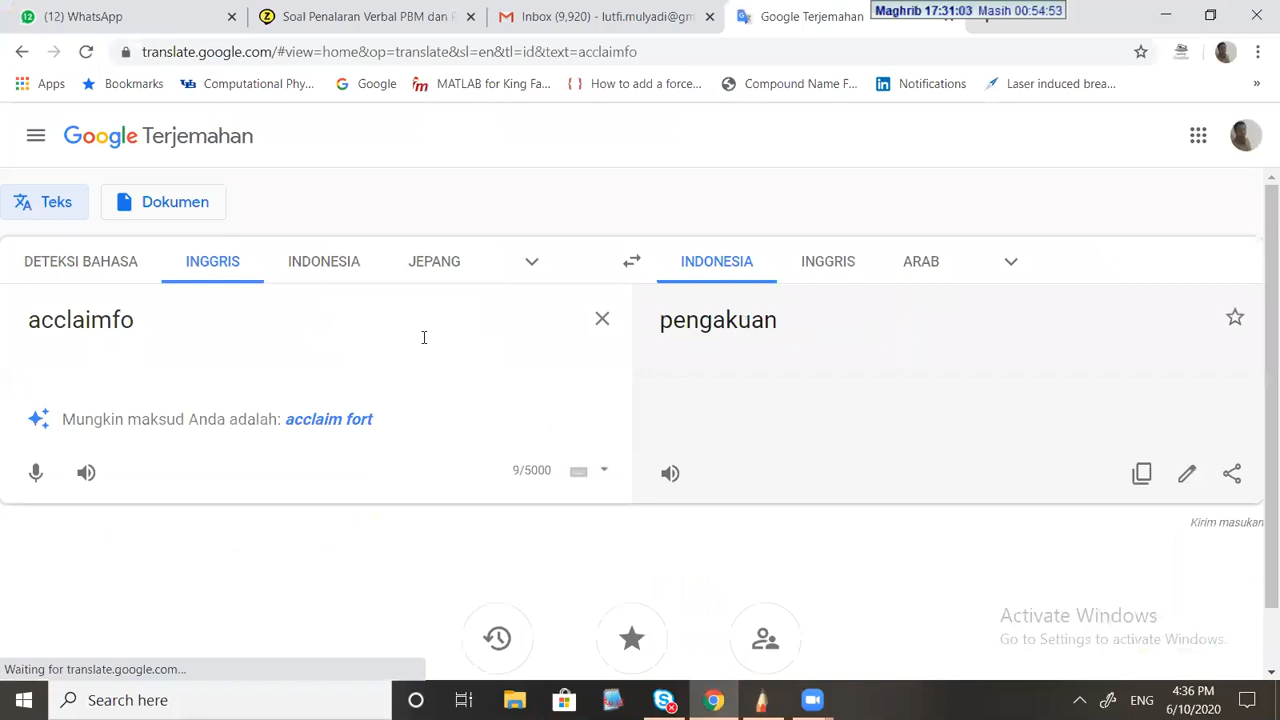 (12) WhatsApp
Soal Penalaran Verbal PBM dan
Inbox (9,920) - lutfi.mulyadi@gm
Google Terjemahan
Maghrib 17:31:03 Masih 00:54:53
translate.google.com/#view=home&op=translate&sl=en&tl=id&text=acclaimfo
Apps
Bookmarks
Computational Phy...
Google
MATLAB for King Fa...
How to add a force...
Compound Name F...
Notifications
Laser induced brea...
»
Google Terjemahan
Teks
Dokumen
DETEKSI BAHASA
INGGRIS
INDONESIA
JEPANG
INDONESIA
INGGRIS
ARAB
acclaimfo
pengakuan
Mungkin maksud Anda adalah: acclaim fort
9/5000
Kirim masukan
Activate Windows
Go to Settings to activate Windows.
Waiting for translate.google.com...
Search here
ENG
4:36 PM
6/10/2020